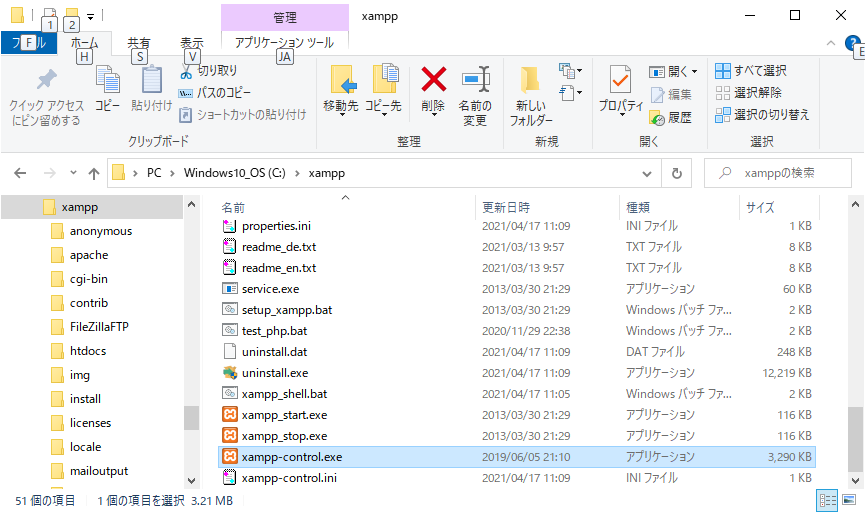 1 2 管理 xampp
ファイル ホーム 共有 表示 アプリケーション ツール
F H S V JA E
クイック アクセスにピン留めする
コピー
貼り付け
切り取り
パスのコピー
ショートカットの貼り付け
クリップボード
移動先
コピー先
削除
名前の変更
整理
新しいフォルダー
新規
プロパティ
開く
編集
履歴
開く
すべて選択
選択解除
選択の切り替え
選択
PC Windows10_OS (C:) xampp
xamppの検索
xampp
anonymous
apache
cgi-bin
contrib
FileZillaFTP
htdocs
img
install
licenses
locale
mailoutput
名前 更新日時 種類 サイズ
properties.ini 2021/04/17 11:09 INI ファイル 1 KB
readme_de.txt 2021/03/13 9:57 TXT ファイル 8 KB
readme_en.txt 2021/03/13 9:57 TXT ファイル 8 KB
service.exe 2013/03/30 21:29 アプリケーション 60 KB
setup_xampp.bat 2013/03/30 21:29 Windows バッチ ファ... 2 KB
test_php.bat 2020/11/29 22:38 Windows バッチ ファ... 2 KB
uninstall.dat 2021/04/17 11:09 DAT ファイル 248 KB
uninstall.exe 2021/04/17 11:09 アプリケーション 12,219 KB
xampp_shell.bat 2021/04/17 11:05 Windows バッチ ファ... 2 KB
xampp_start.exe 2013/03/30 21:29 アプリケーション 116 KB
xampp_stop.exe 2013/03/30 21:29 アプリケーション 116 KB
xampp-control.exe 2019/06/05 21:10 アプリケーション 3,290 KB
xampp-control.ini 2021/04/17 11:09 INI ファイル 1 KB
51 個の項目 1 個の項目を選択 3.21 MB